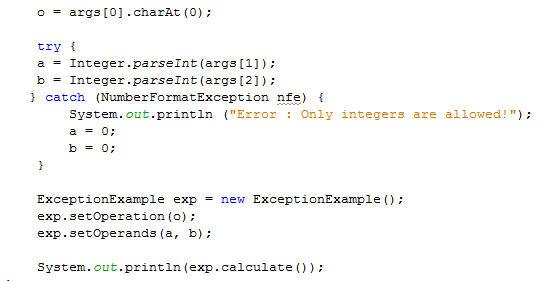 o = args[0].charAt(0);
try {
a = Integer.parseInt(args[1]);
b = Integer.parseInt(args[2]);
} catch (NumberFormatException nfe) {
System.out.println ("Error : Only integers are allowed!");
a = 0;
b = 0;
}
ExceptionExample exp = new ExceptionExample();
exp.setOperation(o);
exp.setOperands(a, b);
System.out.println(exp.calculate());